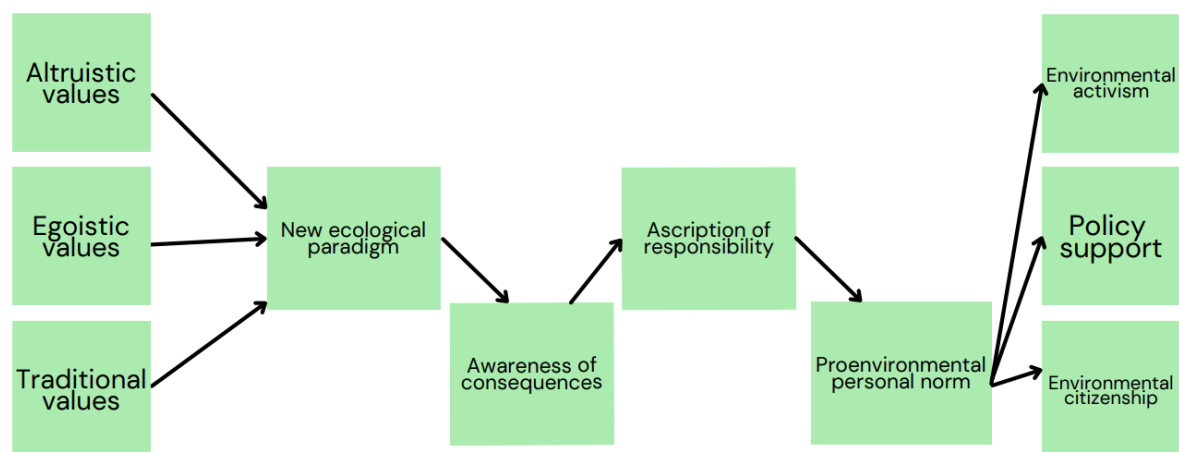 Altruistic
values
Egoistic
values
Traditional
values
New ecological
paradigm
Awareness of
consequences
Ascription of
responsibility
Proenvironmental
personal norm
Environmental
activism
Policy
support
Environmental
citizenship